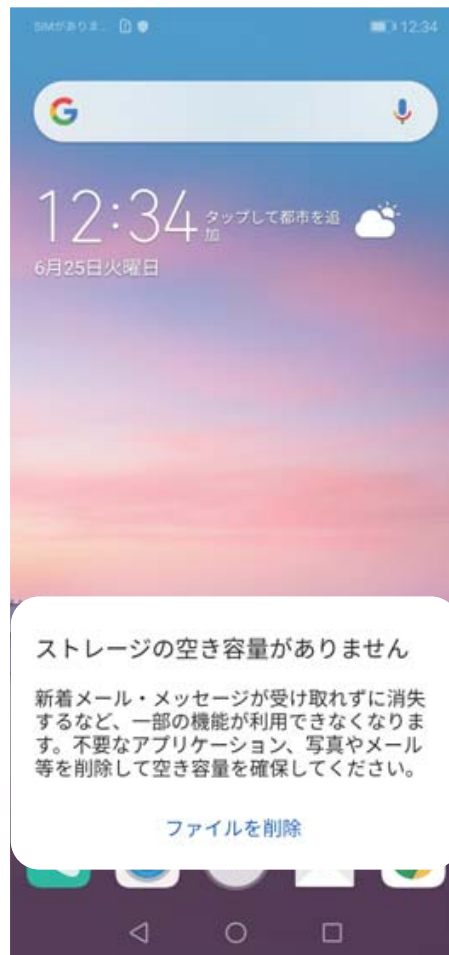 SIMがありま...
12:34
G
12:34
タップして都市を追
加
6月25日火曜日
ストレージの空き容量がありません
新着メール・メッセージが受け取れずに消失
するなど、一部の機能が利用できなくなりま
す。不要なアプリケーション、写真やメール
等を削除して空き容量を確保してください。
ファイルを削除